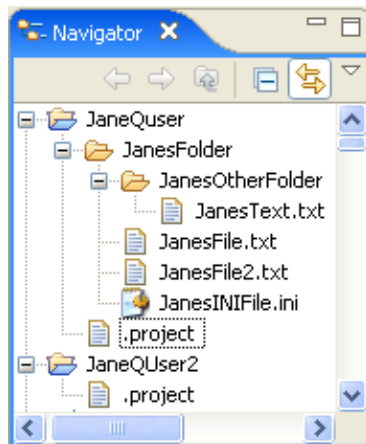 Navigator
JaneQuser
JanesFolder
JanesOtherFolder
JanesText.txt
JanesFile.txt
JanesFile2.txt
JanesINIFile.ini
.project
JaneQUser2
.project